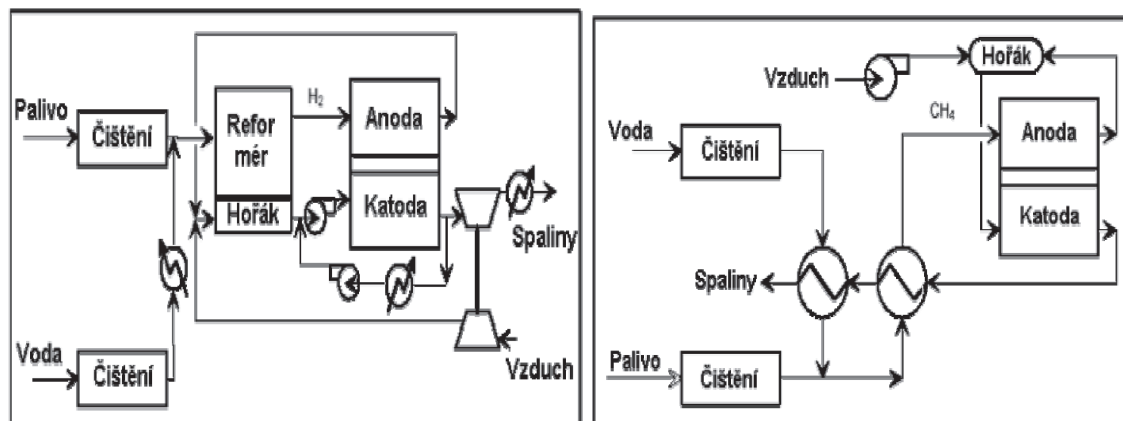 Palivo
Čištění
Refor
mér
H₂
Anoda
Hořák
Katoda
Spaliny
Voda
Čištění
Vzduch
Vzduch
Hořák
Voda
Čištění
CH₄
Anoda
Katoda
Spaliny
Palivo
Čištění